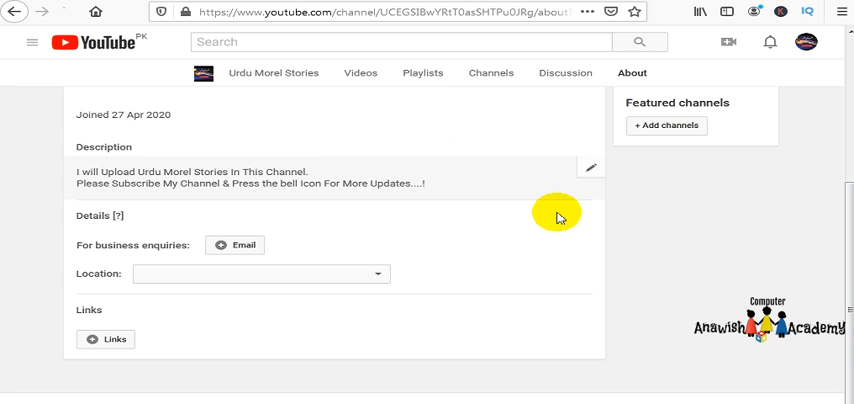 https://www.youtube.com/channel/UCEGSIBwYRtT0asSHTPu0JRg/about
IQ
K
YouTube PK
Search
Urdu Morel Stories
Videos
Playlists
Channels
Discussion
About
Featured channels
+ Add channels
Joined 27 Apr 2020
Description
I will Upload Urdu Morel Stories In This Channel.
Please Subscribe My Channel & Press the bell Icon For More Updates....!
Details [?]
For business enquiries:
Email
Location:
Links
Links
Computer
Anawish Academy